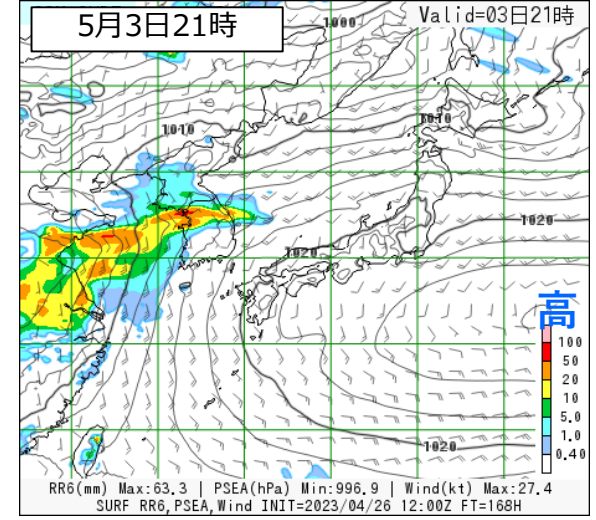 5月3日21時
Valid=03日21時
1000
1010
1010
1020
1020
高
1020
100
50
20
10
5.0
1.0
0.40
RR6(mm) Max:63.3 | PSEA(hPa) Min:996.9 | Wind(kt) Max:27.4
SURF RR6,PSEA,Wind INIT=2023/04/26 12:00Z FT=168H